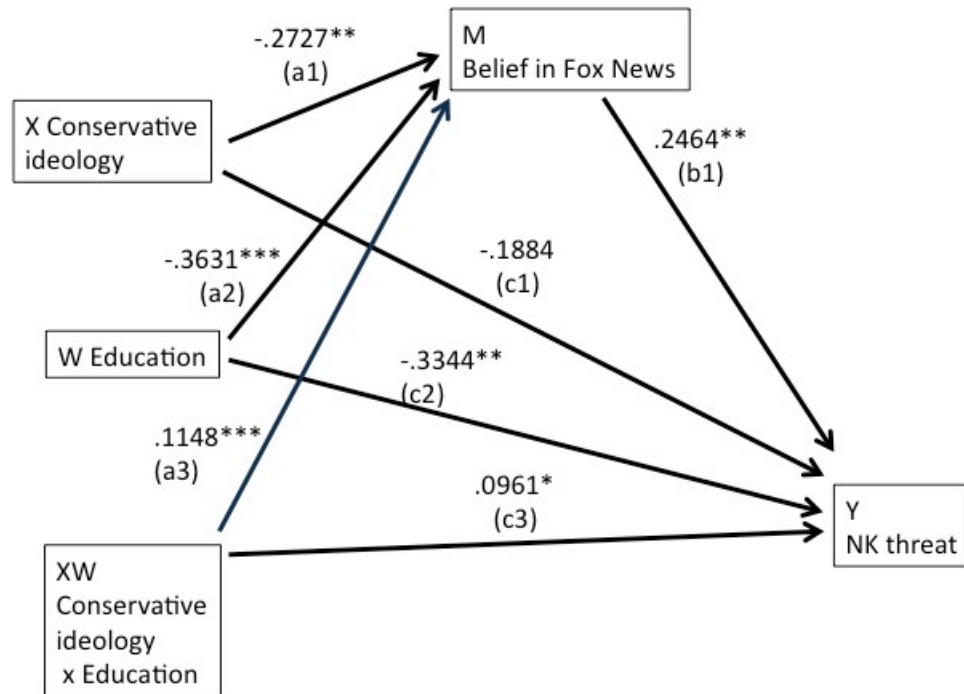 -.2727**
(a1)
M
Belief in Fox News
X Conservative
ideology
.2464**
(b1)
-.3631***
(a2)
-.1884
(c1)
W Education
-.3344**
(c2)
.1148***
(a3)
.0961*
(c3)
Y
NK threat
XW
Conservative
ideology
x Education